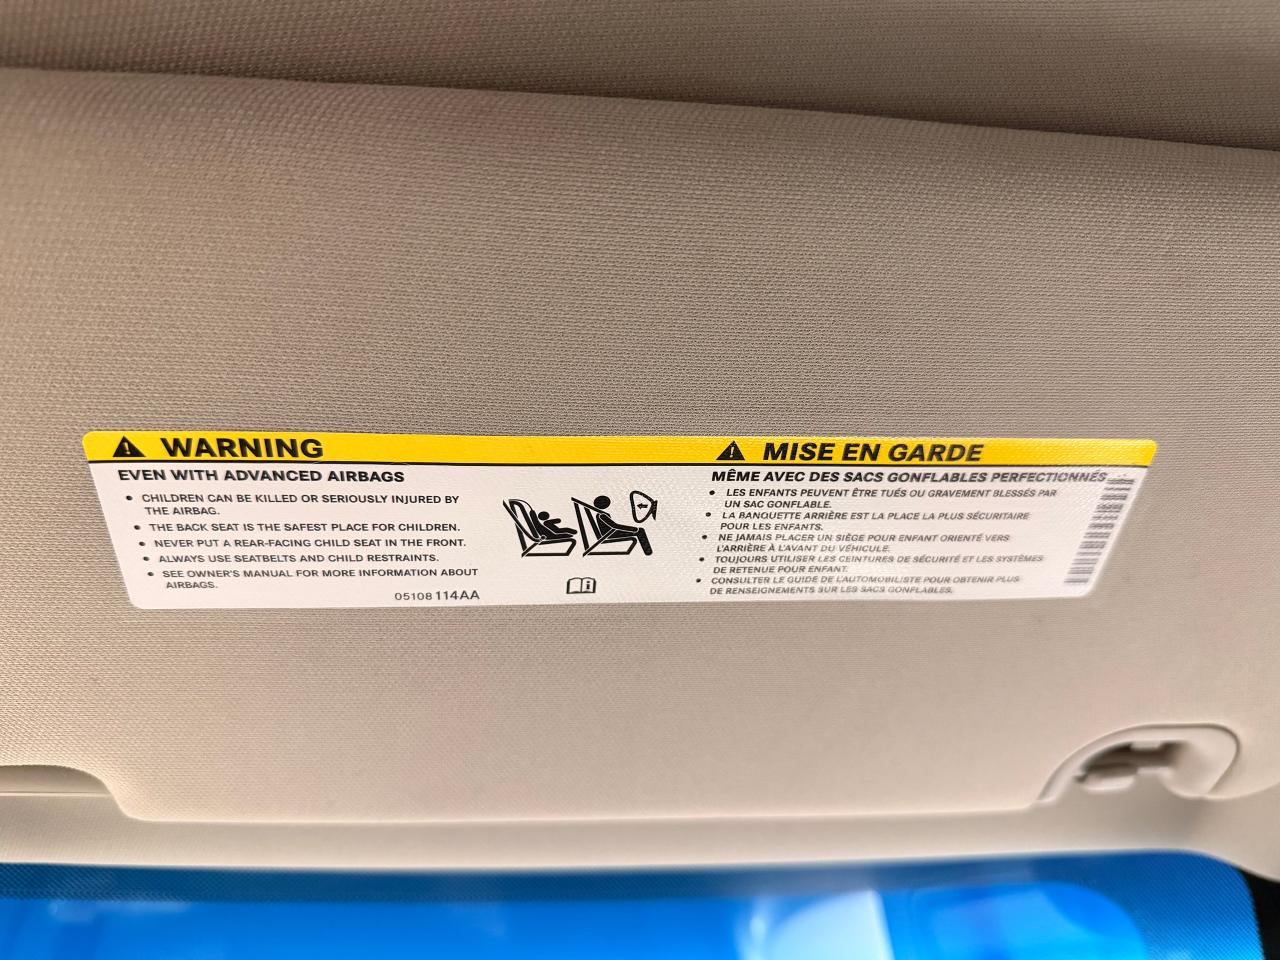 WARNING
EVEN WITH ADVANCED AIRBAGS
• CHILDREN CAN BE KILLED OR SERIOUSLY INJURED BY
THE AIRBAG.
• THE BACK SEAT IS THE SAFEST PLACE FOR CHILDREN.
• NEVER PUT A REAR-FACING CHILD SEAT IN THE FRONT.
• ALWAYS USE SEATBELTS AND CHILD RESTRAINTS.
• SEE OWNER'S MANUAL FOR MORE INFORMATION ABOUT
AIRBAGS.
05108114AA
MISE EN GARDE
MÊME AVEC DES SACS GONFLABLES PERFECTIONNÉS
• LES ENFANTS PEUVENT ÊTRE TUÉS OU GRAVEMENT BLESSÉS PAR
UN SAC GONFLABLE.
• LA BANQUETTE ARRIÈRE EST LA PLACE LA PLUS SÉCURITAIRE
POUR LES ENFANTS.
• NE JAMAIS PLACER UN SIÈGE POUR ENFANT ORIENTÉ VERS
L'ARRIÈRE À L'AVANT DU VÉHICULE.
• TOUJOURS UTILISER LES CEINTURES DE SÉCURITÉ ET LES SYSTÈMES
DE RETENUE POUR ENFANT.
• CONSULTER LE GUIDE DE L'AUTOMOBILISTE POUR OBTENIR PLUS
DE RENSEIGNEMENTS SUR LES SACS GONFLABLES.